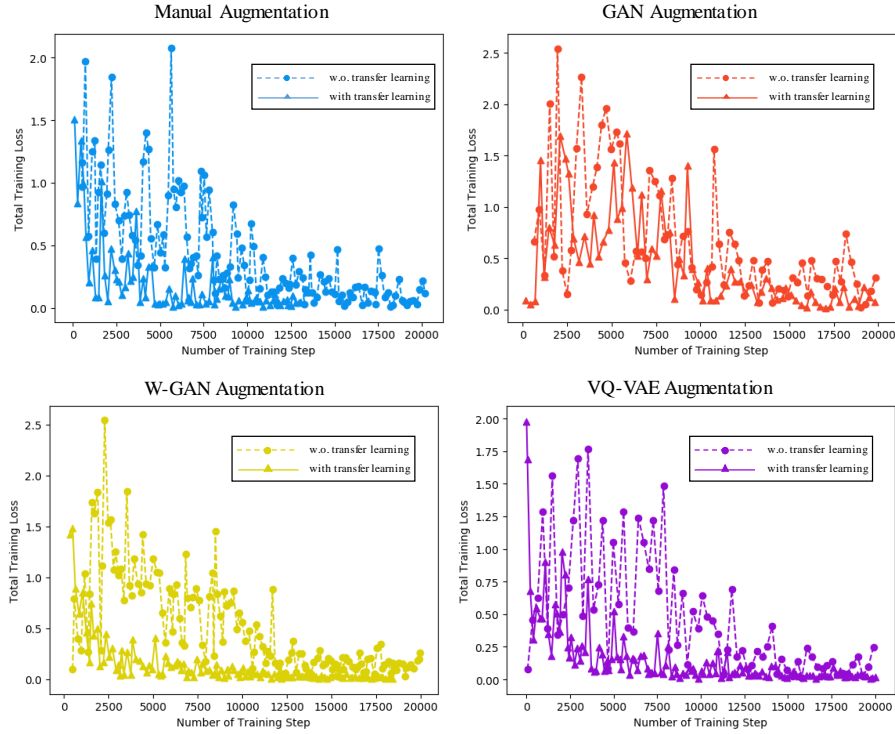 Manual Augmentation
2.0
1.5
1.0
0.5
0.0
Total Training Loss
w.o. transfer learning
with transfer learning
0 2500 5000 7500 10000 12500 15000 17500 20000
Number of Training Step
GAN Augmentation
2.5
2.0
1.5
1.0
0.5
0.0
Total Training Loss
w.o. transfer learning
with transfer learning
0 2500 5000 7500 10000 12500 15000 17500 20000
Number of Training Step
W-GAN Augmentation
2.5
2.0
1.5
1.0
0.5
0.0
Total Training Loss
w.o. transfer learning
with transfer learning
0 2500 5000 7500 10000 12500 15000 17500 20000
Number of Training Step
VQ-VAE Augmentation
2.00
1.75
1.50
1.25
1.00
0.75
0.50
0.25
0.00
Total Training Loss
w.o. transfer learning
with transfer learning
0 2500 5000 7500 10000 12500 15000 17500 20000
Number of Training Step